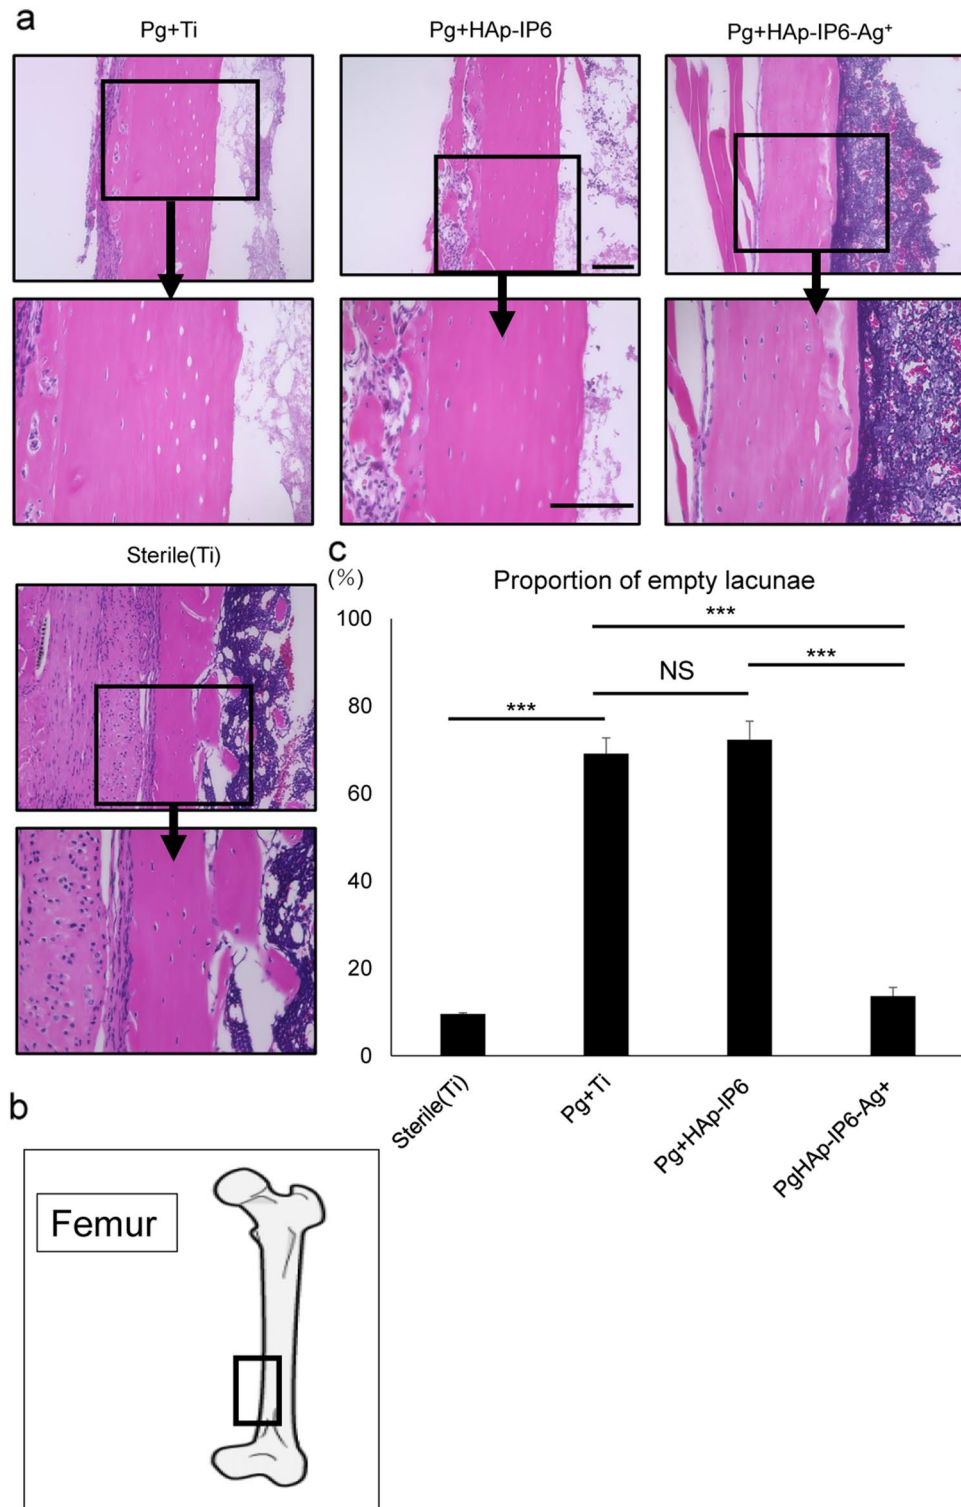 a
Pg+Ti
Pg+HAp-IP6
Pg+HAp-IP6-Ag⁺
Sterile(Ti)
c
(%)
Proportion of empty lacunae
100
80
60
40
20
0
***
NS
***
***
Sterile(Ti)
Pg+Ti
Pg+HAp-IP6
PgHAp-IP6-Ag+
b
Femur